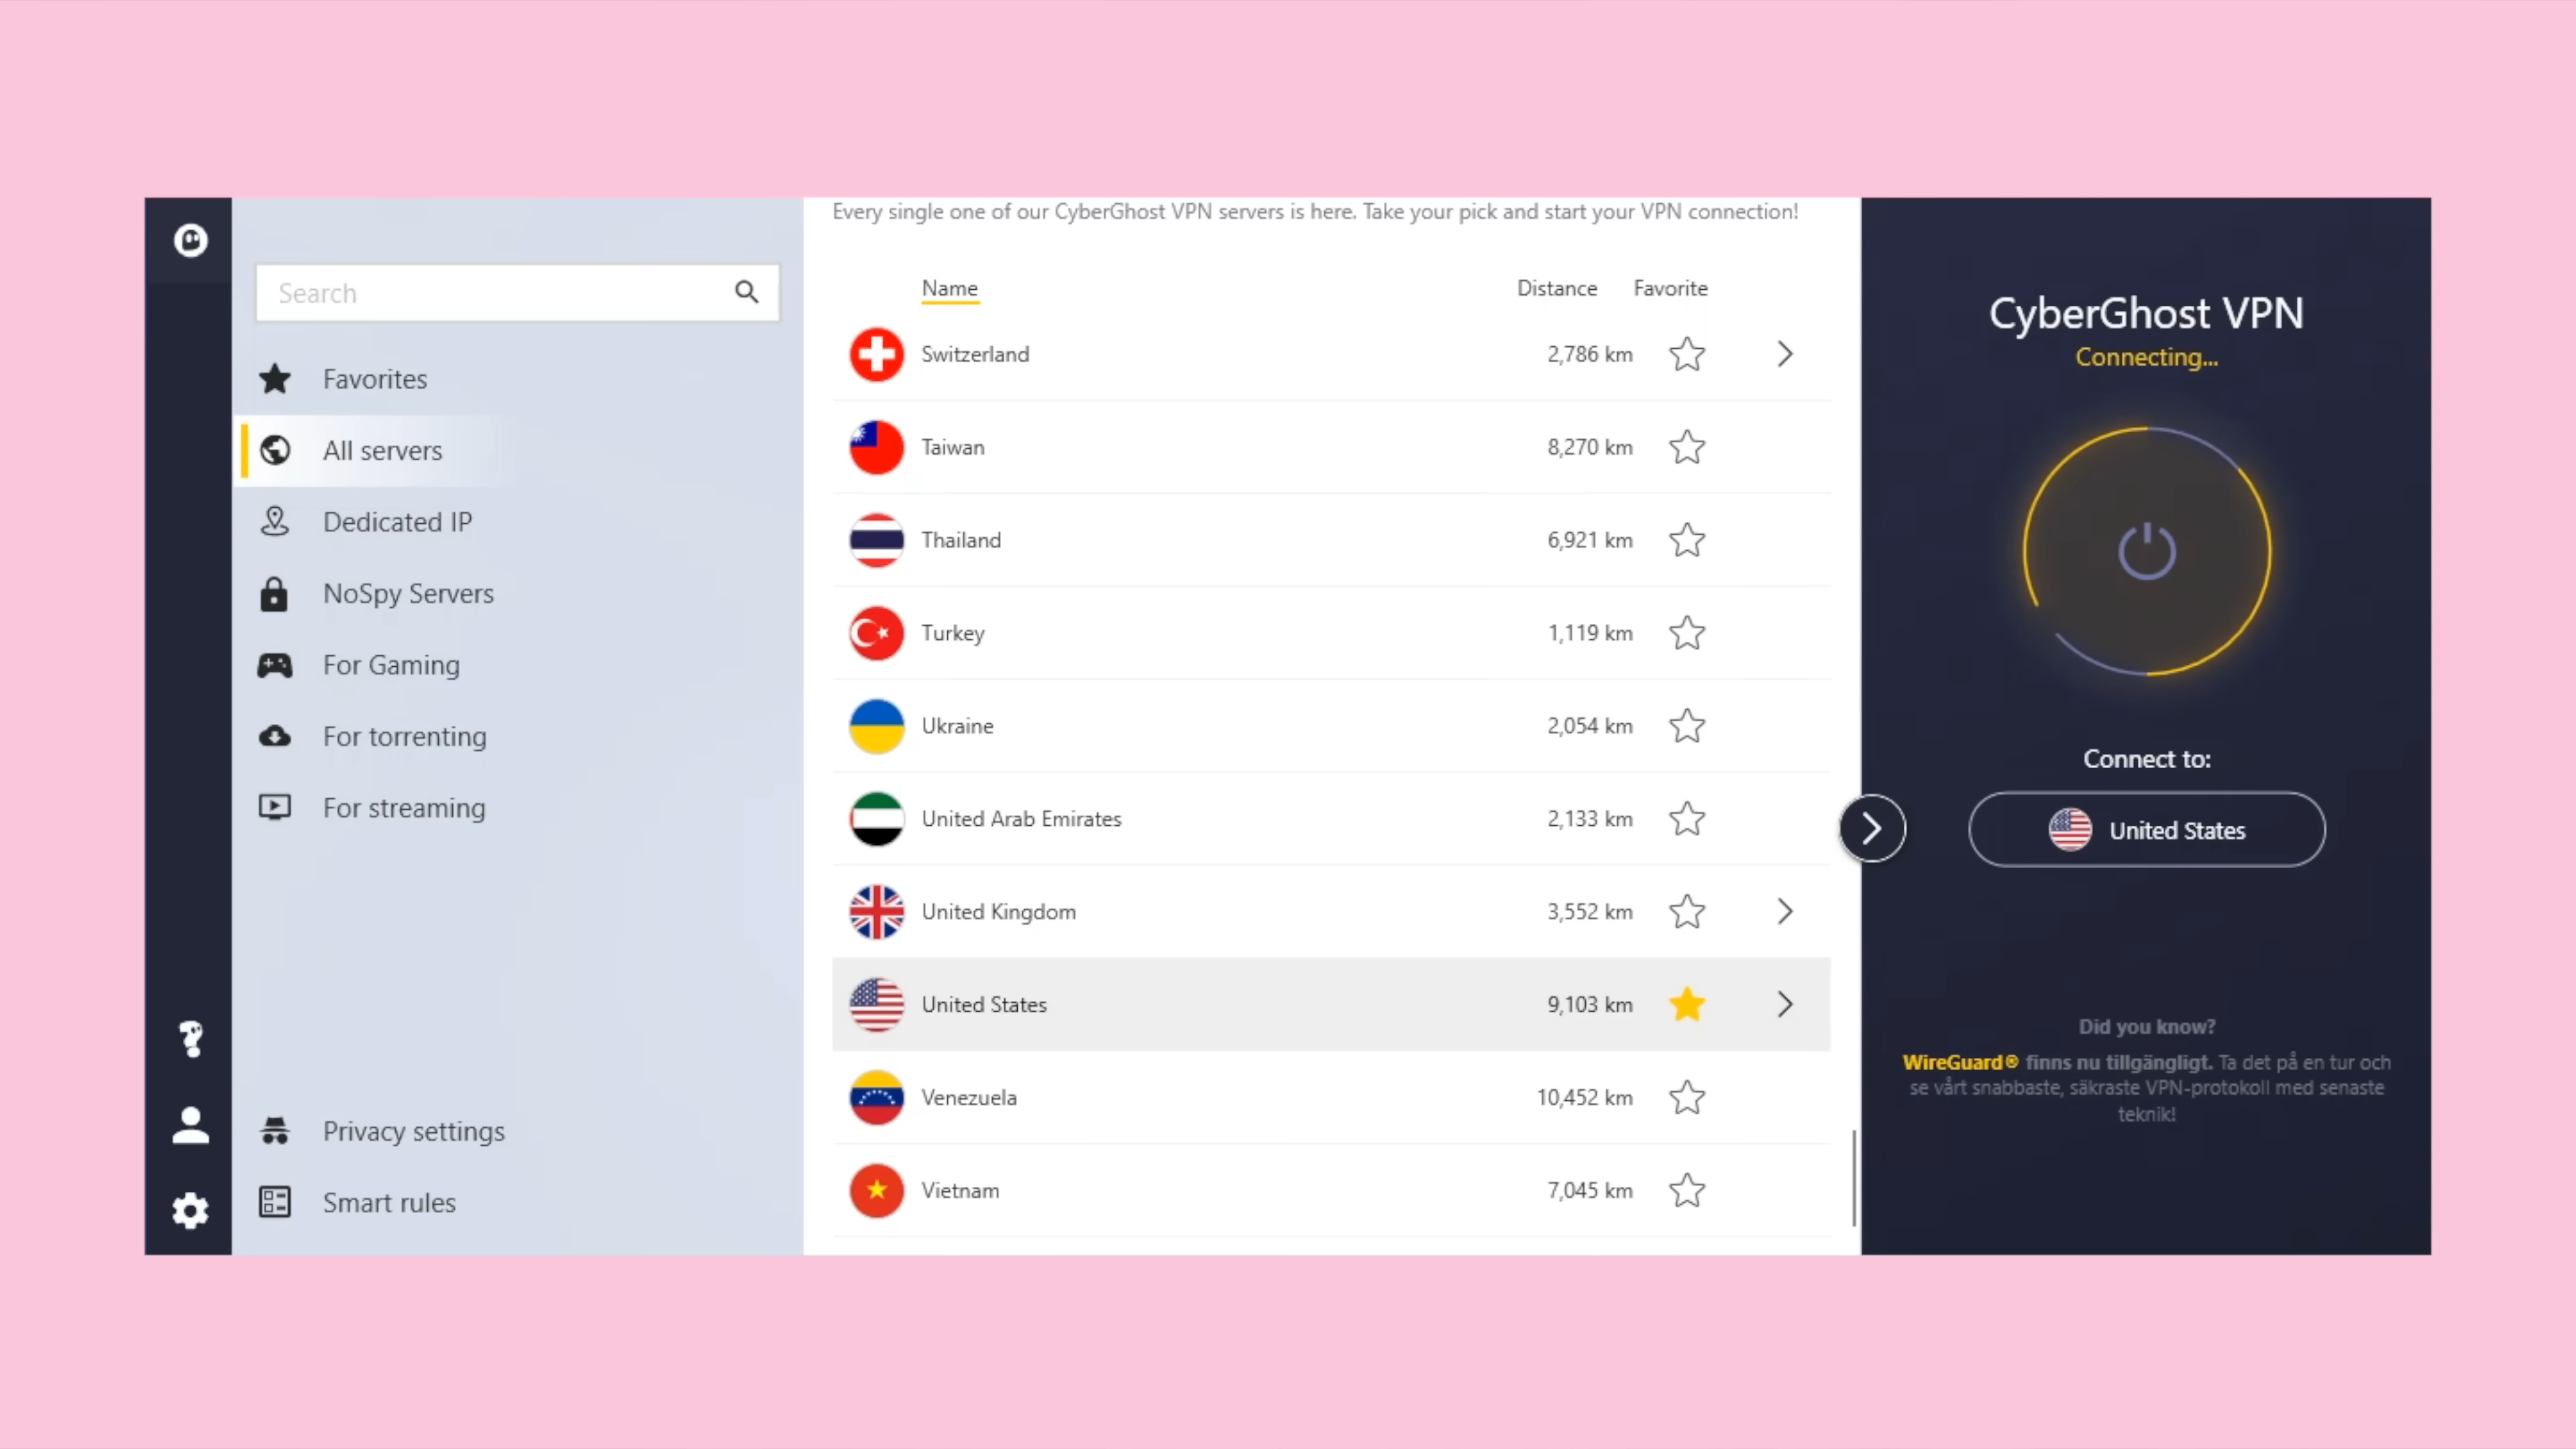 Every single one of our CyberGhost VPN servers is here. Take your pick and start your VPN connection!
Search
Favorites
All servers
Dedicated IP
NoSpy Servers
For Gaming
For torrenting
For streaming
Privacy settings
Smart rules
Name Distance Favorite
Switzerland 2,786 km
Taiwan 8,270 km
Thailand 6,921 km
Turkey 1,119 km
Ukraine 2,054 km
United Arab Emirates 2,133 km
United Kingdom 3,552 km
United States 9,103 km
Venezuela 10,452 km
Vietnam 7,045 km
CyberGhost VPN
Connecting...
Connect to:
United States
Did you know?
WireGuard® finns nu tillgängligt. Ta det på en tur och
se vårt snabbaste, säkraste VPN-protokoll med senaste
teknik!